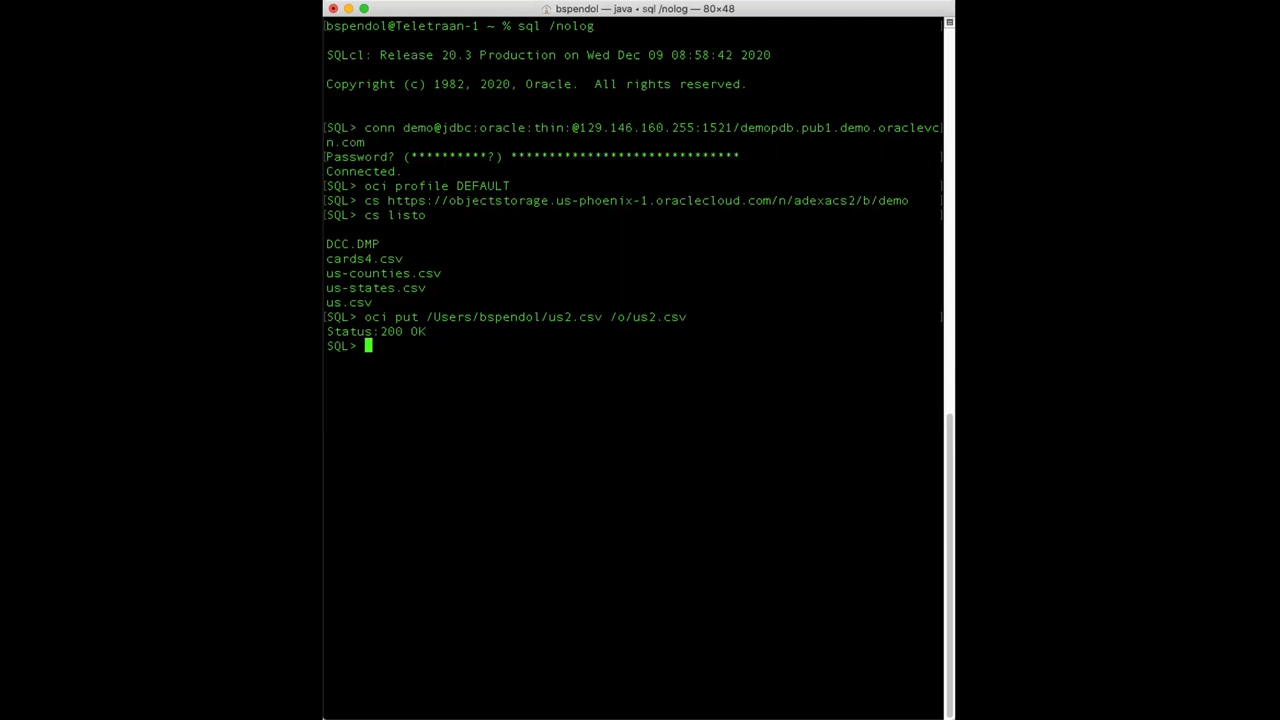 bspendol — java • sql /nolog — 80×48
[bspendol@Teletraan-1 ~ % sql /nolog
SQLcl: Release 20.3 Production on Wed Dec 09 08:58:42 2020
Copyright (c) 1982, 2020, Oracle.  All rights reserved.
[SQL> conn demo@jdbc:oracle:thin:@129.146.160.255:1521/demopdb.pub1.demo.oraclevc]
n.com
[Password? (**********?) ******************************
Connected.
[SQL> oci profile DEFAULT
[SQL> cs https://objectstorage.us-phoenix-1.oraclecloud.com/n/adexacs2/b/demo ]
[SQL> cs listo ]
DCC.DMP
cards4.csv
us-counties.csv
us-states.csv
us.csv
[SQL> oci put /Users/bspendol/us2.csv /o/us2.csv ]
Status:200 OK
SQL>